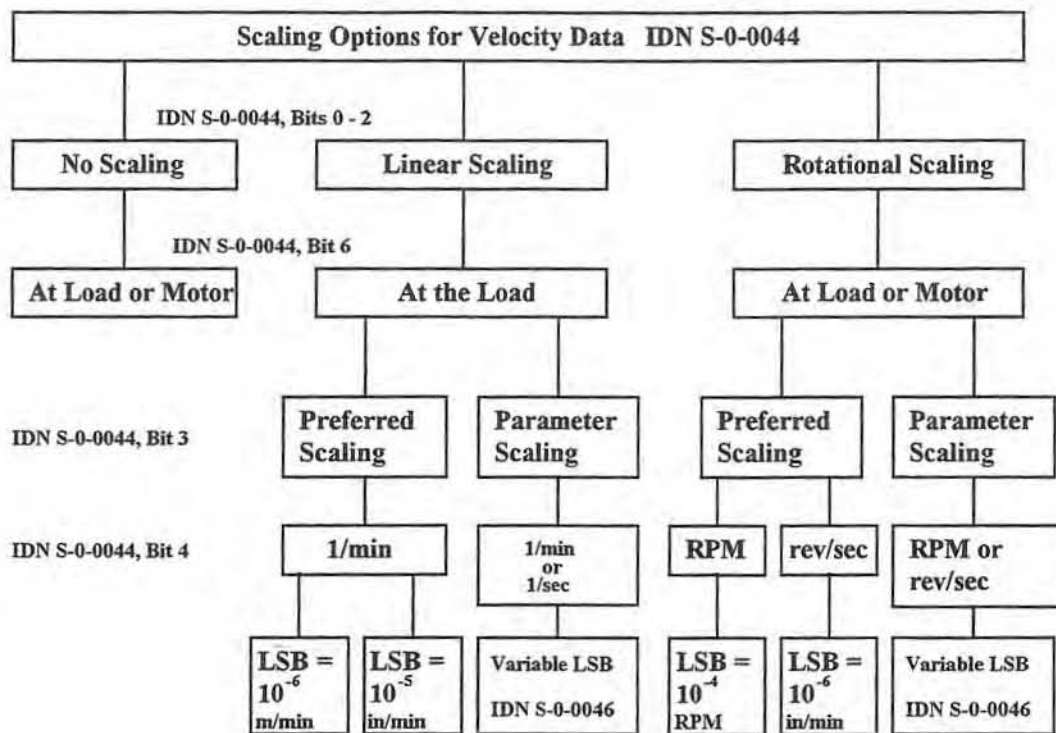 Scaling Options for Velocity Data IDN S-0-0044
IDN S-0-0044, Bits 0 - 2
No Scaling
Linear Scaling
Rotational Scaling
IDN S-0-0044, Bit 6
At Load or Motor
At the Load
At Load or Motor
IDN S-0-0044, Bit 3
Preferred
Scaling
Parameter
Scaling
Preferred
Scaling
Parameter
Scaling
IDN S-0-0044, Bit 4
1/min
1/min
or
1/sec
RPM
rev/sec
RPM or
rev/sec
LSB =
10⁻⁶
m/min
LSB =
10⁻⁵
in/min
Variable LSB
IDN S-0-0046
LSB =
10⁻⁴
RPM
LSB =
10⁻⁶
in/min
Variable LSB
IDN S-0-0046